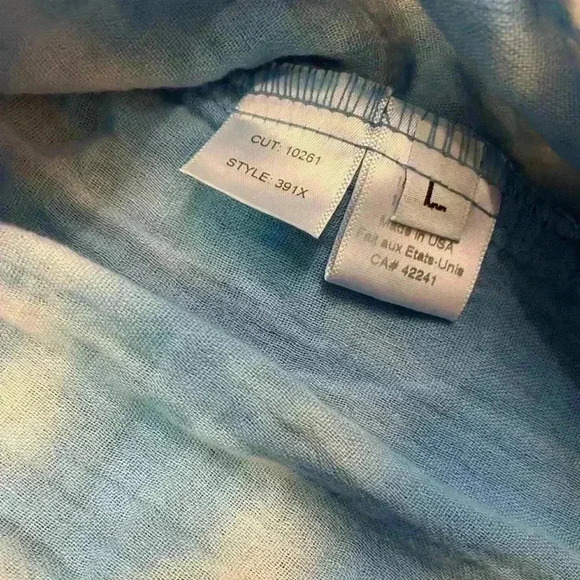 CUT: 10261
STYLE: 391X
L
Made in USA
Fait aux Etats-Unis
CA# 42241